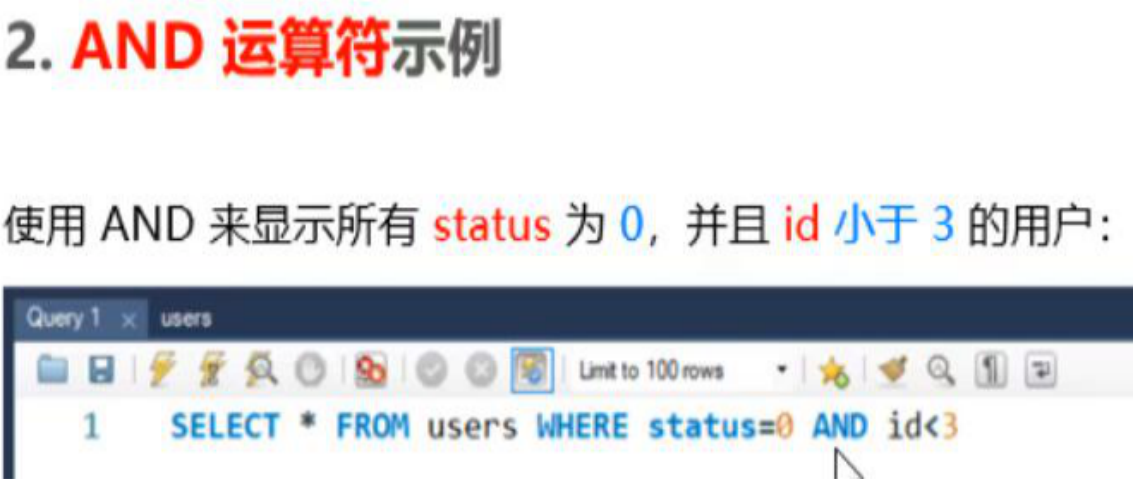 2. AND 运算符示例
使用 AND 来显示所有 status 为 0，并且 id 小于 3 的用户：
Query 1 × users
Limit to 100 rows
1 SELECT * FROM users WHERE status=0 AND id<3